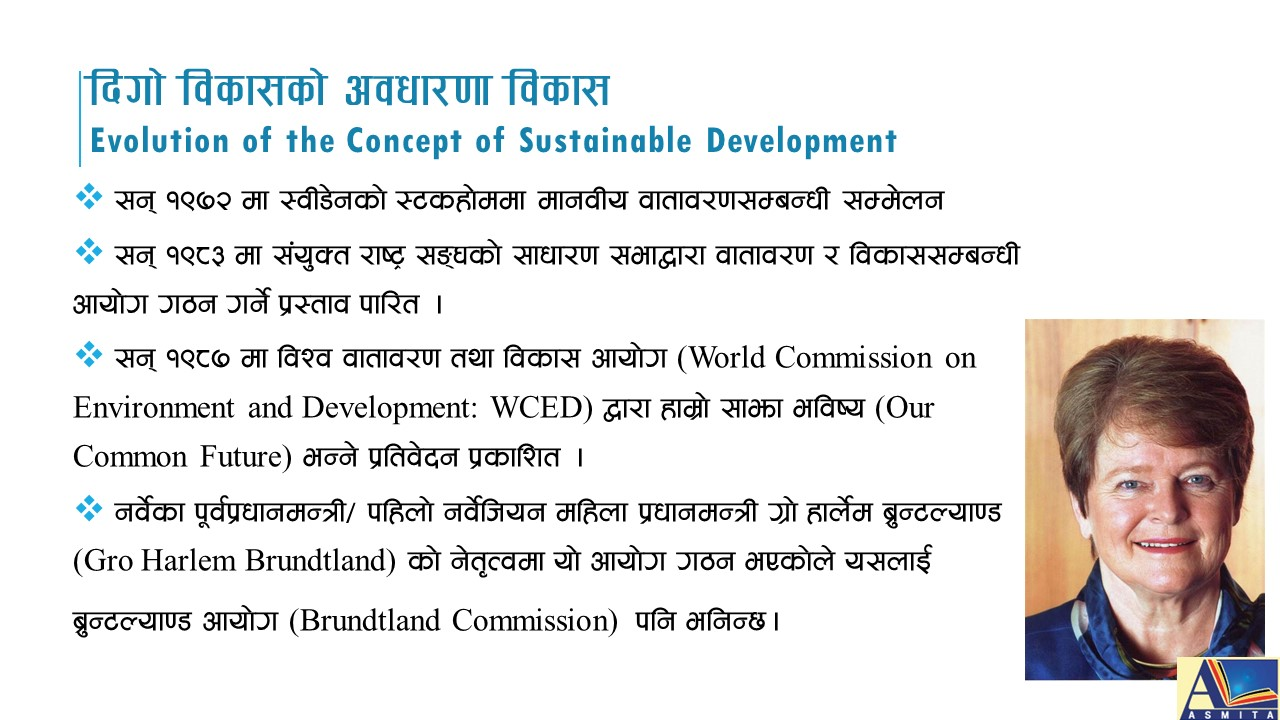 दिगो विकासको अवधारणा विकास
Evolution of the Concept of Sustainable Development
❖ सन् १९७२ मा स्वीडेनको स्टकहोममा मानवीय वातावरणसम्बन्धी सम्मेलन
❖ सन् १९८३ मा संयुक्त राष्ट्र सङ्घको साधारण सभाद्वारा वातावरण र विकाससम्बन्धी
आयोग गठन गर्ने प्रस्ताव पारित ।
❖ सन् १९८७ मा विश्व वातावरण तथा विकास आयोग (World Commission on
Environment and Development: WCED) द्वारा हाम्रो साझा भविष्य (Our
Common Future) भन्ने प्रतिवेदन प्रकाशित ।
❖ नर्वेका पूर्वप्रधानमन्त्री/ पहिलो नर्वेजियन महिला प्रधानमन्त्री ग्रो हार्लेम ब्रुन्टल्याण्ड
(Gro Harlem Brundtland) को नेतृत्वमा यो आयोग गठन भएकोले यसलाई
ब्रुन्टल्याण्ड आयोग (Brundtland Commission) पनि भनिन्छ।
ASMITA